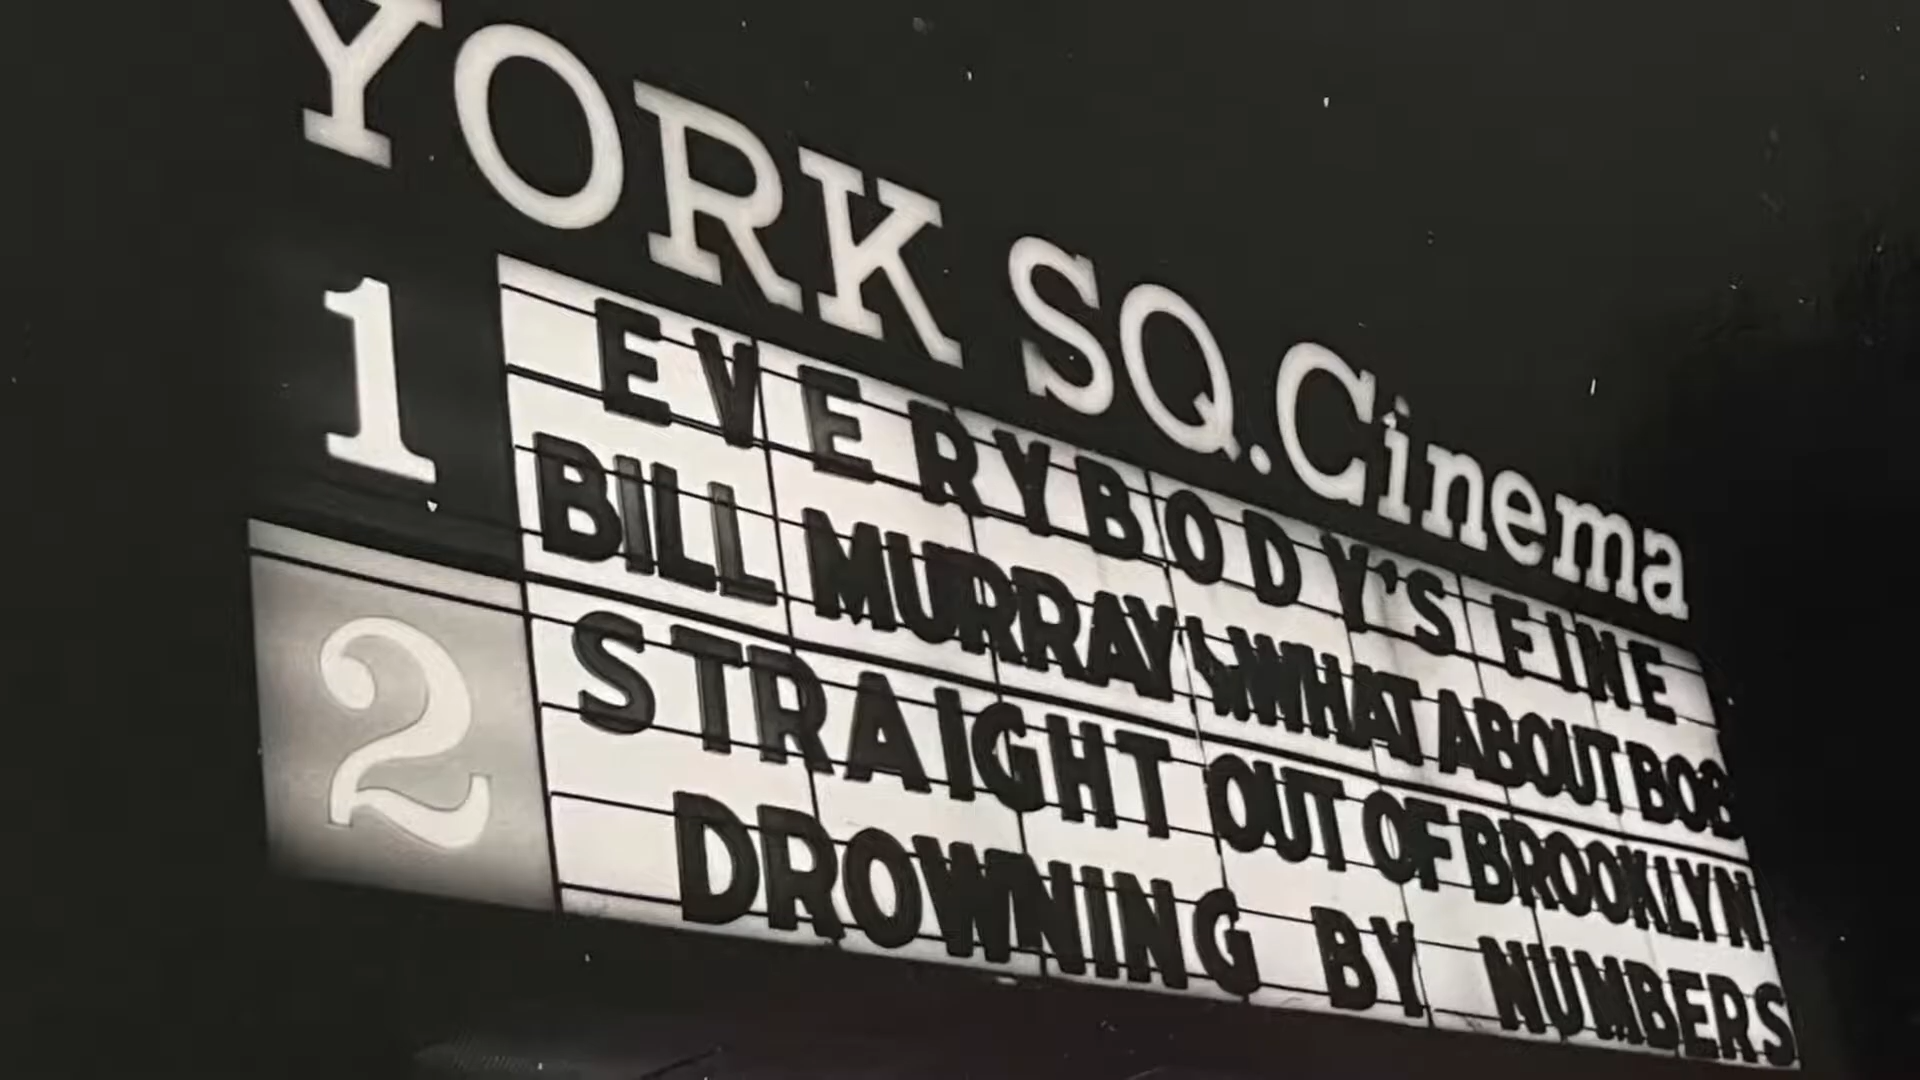 YORK SQ. Cinema
1
EVERYBODY'S FINE
BILL MURRAY WHAT ABOUT BOB
2
STRAIGHT OUT OF BROOKLYN
DROWNING BY NUMBERS